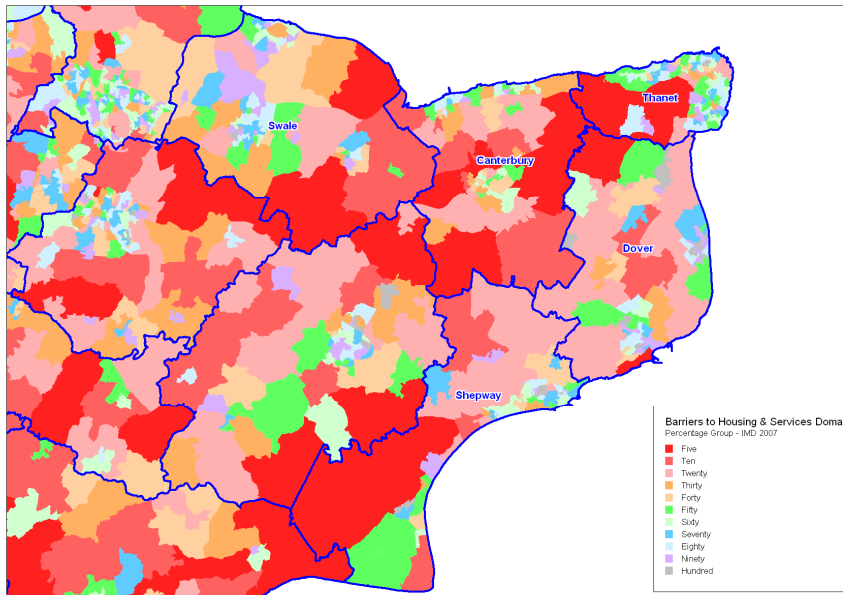 Thanet
Swale
Canterbury
Dover
Shepway
Barriers to Housing & Services Doma
Percentage Group - IMD 2007
Five
Ten
Twenty
Thirty
Forty
Fifty
Sixty
Seventy
Eighty
Ninety
Hundred